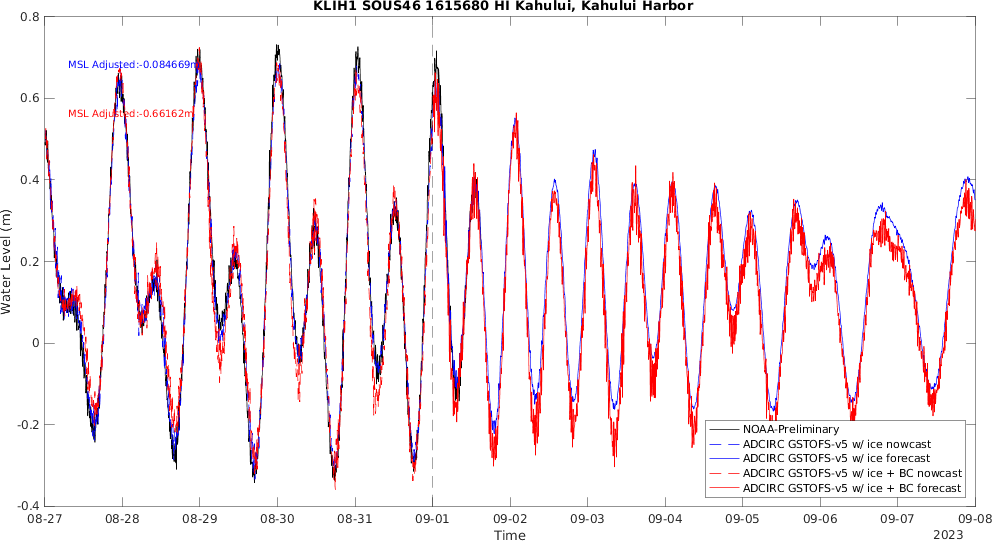 KLIH1 SOUS46 1615680 HI Kahului, Kahului Harbor
0.8
MSL Adjusted:-0.084669m
0.6
MSL Adjusted:-0.66162m
0.4
0.2
Water Level (m)
0
-0.2
NOAA-Preliminary
ADCIRC GSTOFS-v5 w/ ice nowcast
ADCIRC GSTOFS-v5 w/ ice forecast
ADCIRC GSTOFS-v5 w/ ice + BC nowcast
ADCIRC GSTOFS-v5 w/ ice + BC forecast
-0.4
08-27 08-28 08-29 08-30 08-31 09-01 09-02 09-03 09-04 09-05 09-06 09-07 09-08
Time
2023